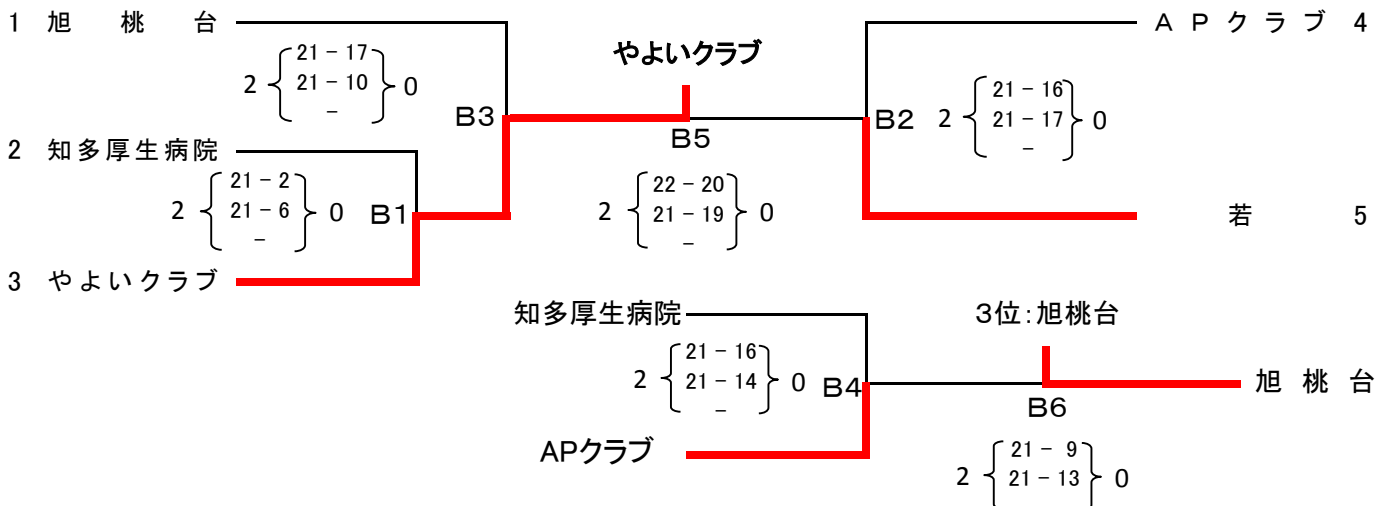 1 旭 桃 台
A P ク ラ ブ 4
やよいクラブ
2 21 − 17 0
21 − 10
−
B3
B2
2 21 − 16 0
21 − 17
−
B5
2 知多厚生病院
2 21 − 2 0
21 − 6
−
B1
2 22 − 20 0
21 − 19
−
若 5
3 やよいクラブ
知多厚生病院
3位:旭桃台
2 21 − 16 0
21 − 14
−
B4
旭 桃 台
B6
APクラブ
2 21 − 9 0
21 − 13